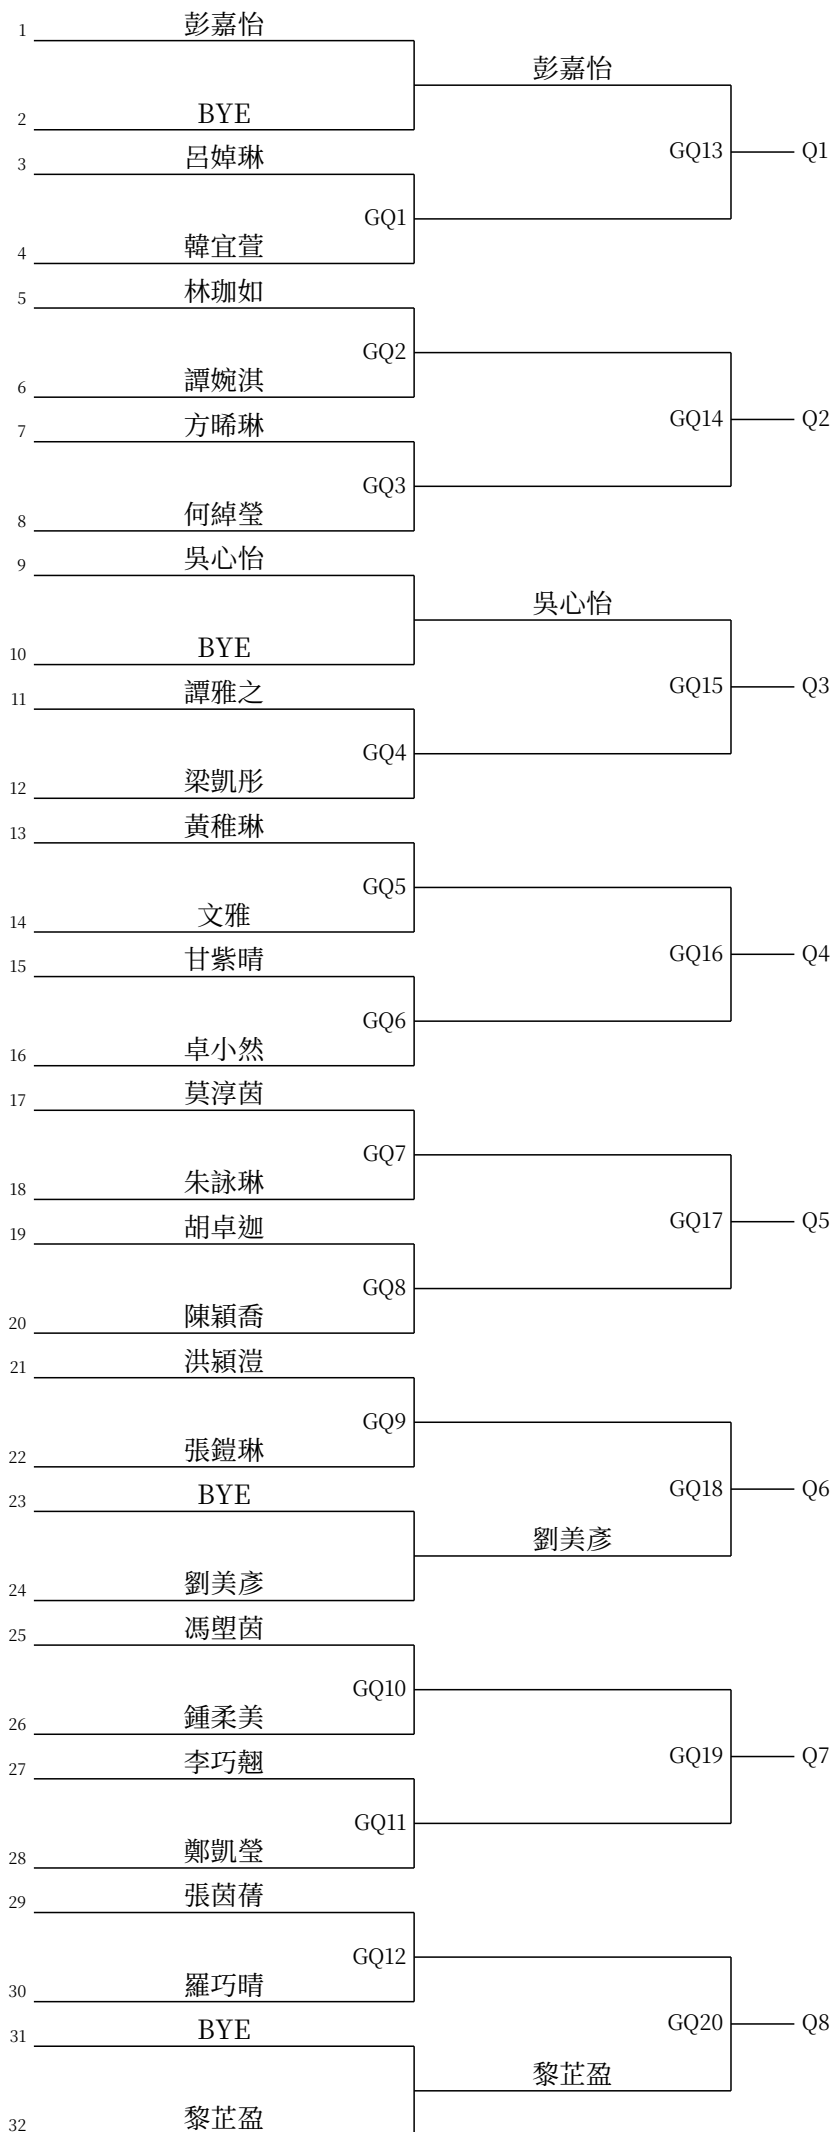 1 彭嘉怡
彭嘉怡
2 BYE
GQ13 Q1
3 呂婥琳
GQ1
4 韓宜萱
5 林珈如
GQ2
6 譚婉淇
GQ14 Q2
7 方晞琳
GQ3
8 何綽瑩
9 吳心怡
吳心怡
10 BYE
GQ15 Q3
11 譚雅之
GQ4
12 梁凱彤
13 黃稚琳
GQ5
14 文雅
GQ16 Q4
15 甘紫晴
GQ6
16 卓小然
17 莫淳茵
GQ7
18 朱詠琳
GQ17 Q5
19 胡卓迦
GQ8
20 陳穎喬
21 洪潁溰
GQ9
22 張鎧琳
GQ18 Q6
23 BYE
劉美彥
24 劉美彥
25 馮塱茵
GQ10
26 鍾柔美
GQ19 Q7
27 李巧翹
GQ11
28 鄭凱瑩
29 張茵蒨
GQ12
30 羅巧晴
GQ20 Q8
31 BYE
黎芷盈
32 黎芷盈